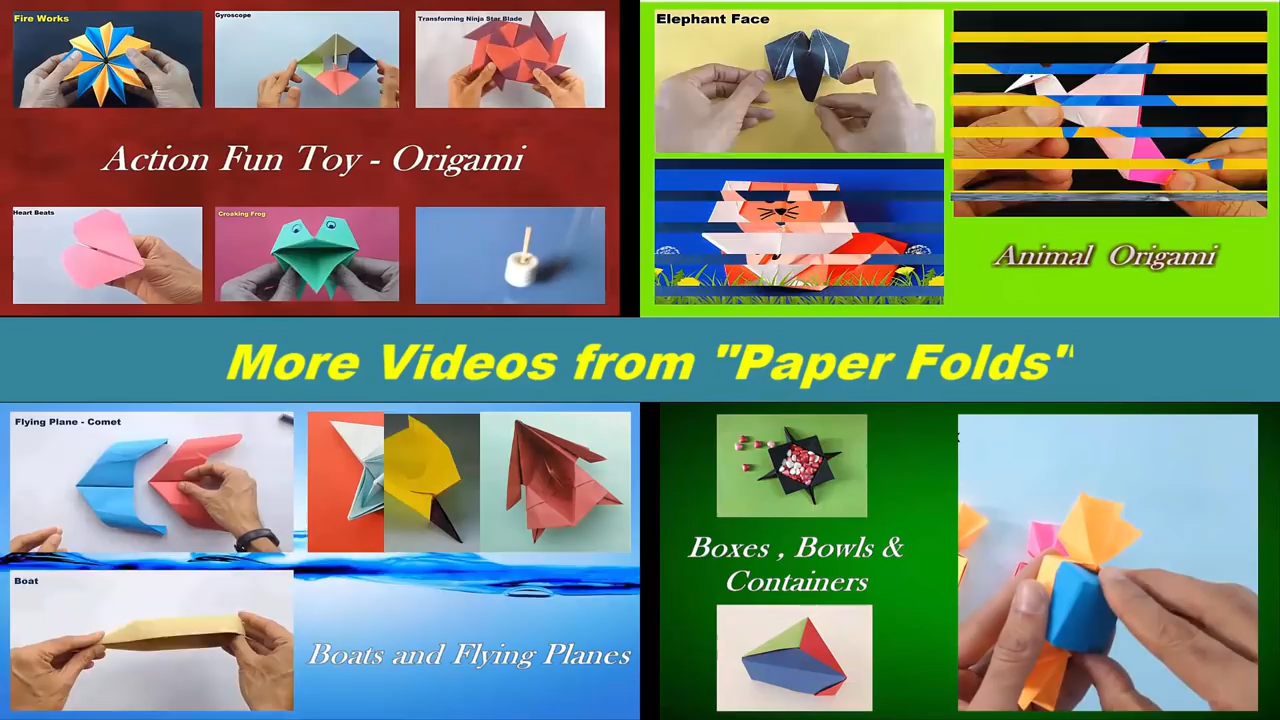 Fire Works
Gyroscope
Transforming Ninja Star Blade
Action Fun Toy - Origami
Heart Beats
Croaking Frog
Elephant Face
Animal Origami
More Videos from "Paper Folds"
Flying Plane - Comet
Boat
Boats and Flying Planes
Boxes , Bowls &
Containers